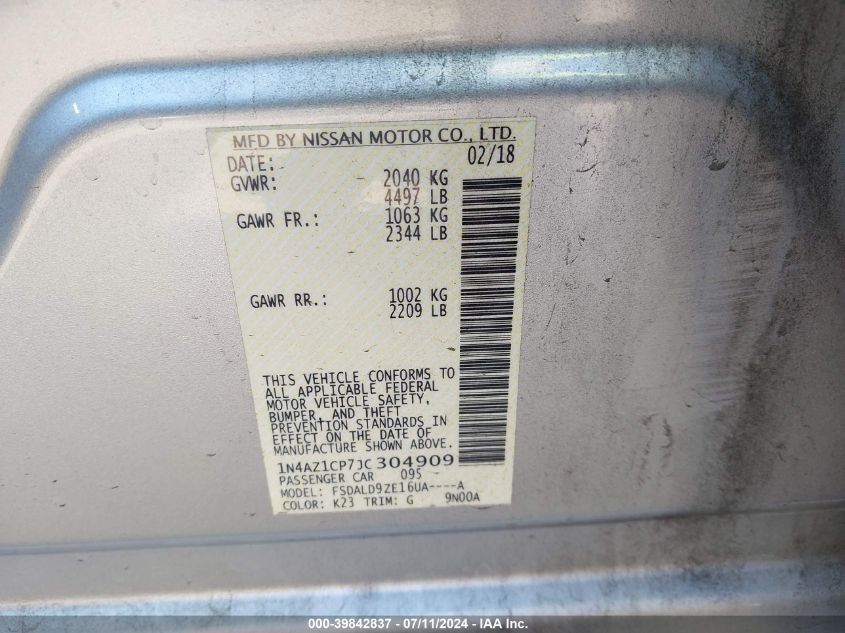 MFD BY NISSAN MOTOR CO., LTD.
DATE: 02/18
GVWR: 2040 KG
4497 LB
GAWR FR.: 1063 KG
2344 LB
GAWR RR.: 1002 KG
2209 LB
THIS VEHICLE CONFORMS TO
ALL APPLICABLE FEDERAL
MOTOR VEHICLE SAFETY,
BUMPER, AND THEFT
PREVENTION STANDARDS IN
EFFECT ON THE DATE OF
MANUFACTURE SHOWN ABOVE.
1N4AZ1CP7JC304909
PASSENGER CAR 095
MODEL: FSDALD9ZE16UA----A
COLOR: K23 TRIM: G 9N00A
000-39842837 - 07/11/2024 - IAA Inc.